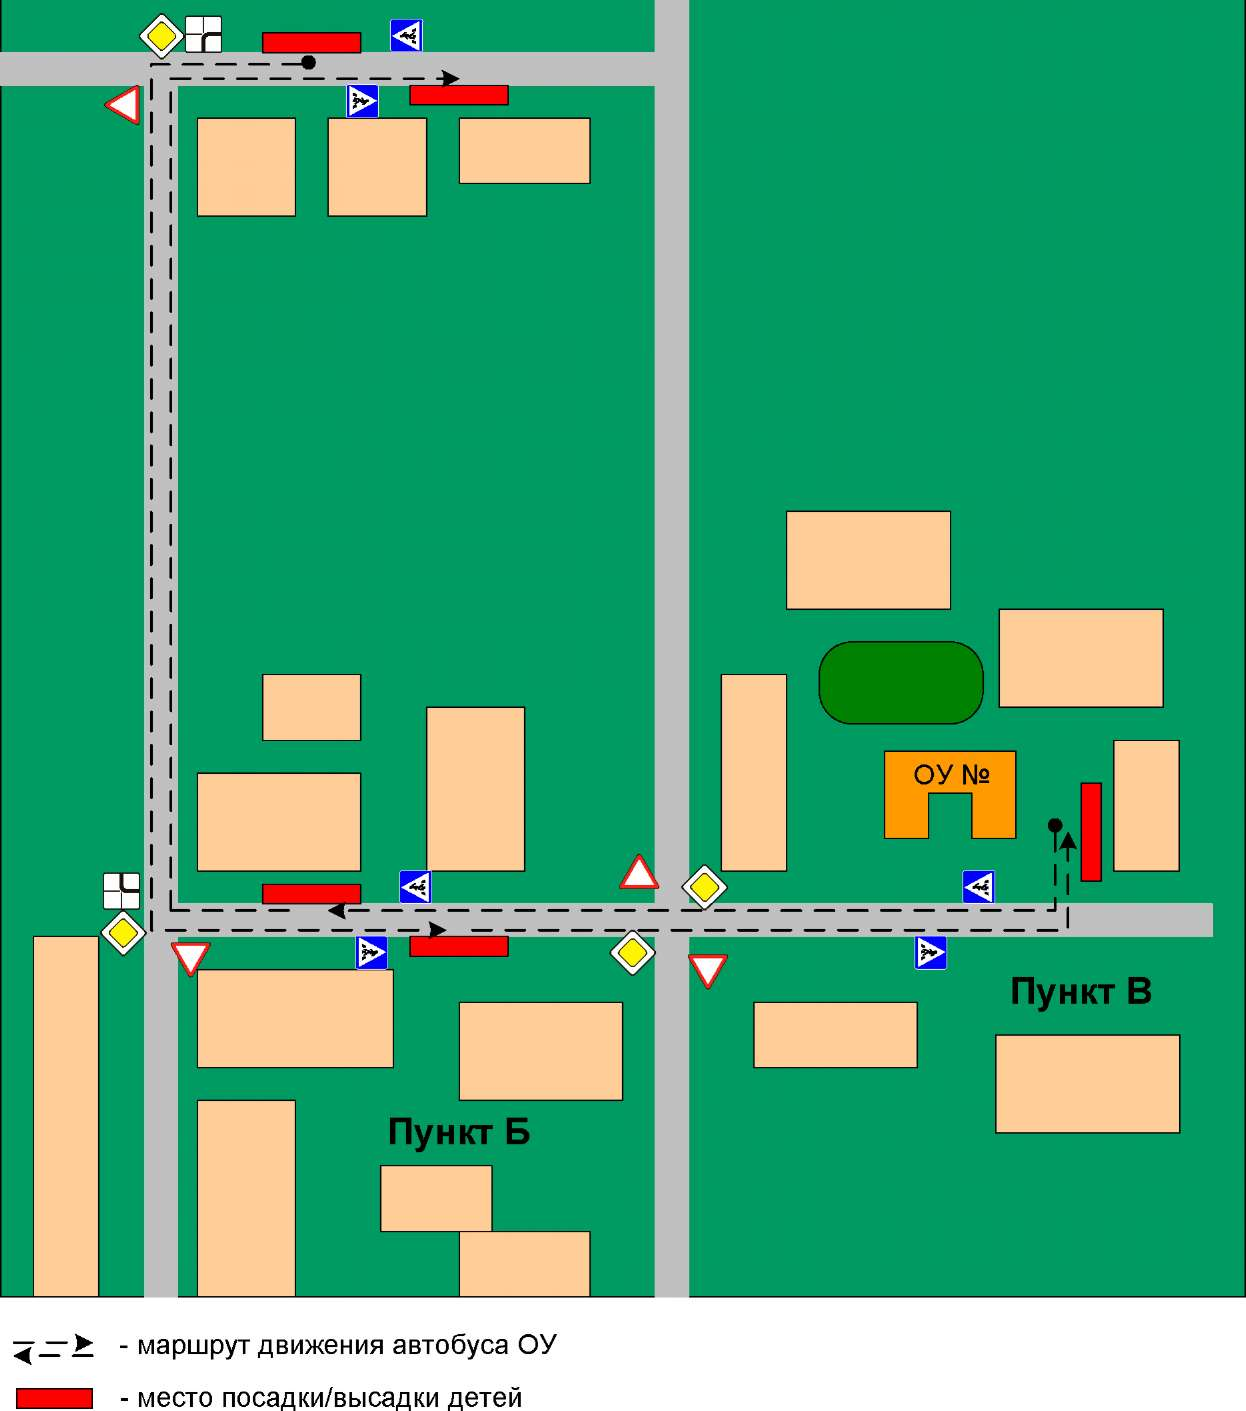 ОУ №
Пункт В
Пункт Б
- маршрут движения автобуса ОУ
- место посадки/высадки детей